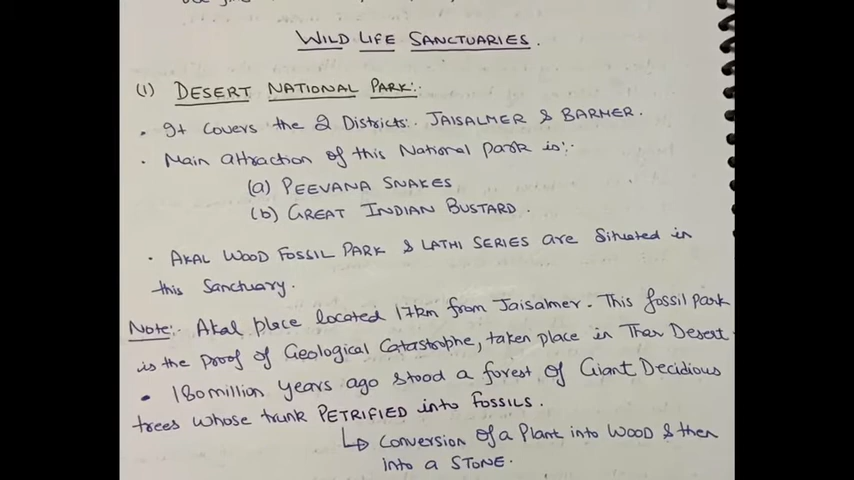 WILD LIFE SANCTUARIES.
(1) DESERT NATIONAL PARK:-
• It covers the 2 Districts: JAISALMER & BARMER.
• Main attraction of this National park is:-
(a) PEEVANA SNAKES
(b) GREAT INDIAN BUSTARD.
• AKAL WOOD FOSSIL PARK & LATHI SERIES are Situated in
this Sanctuary.
Note:- Akal place located 17km from Jaisalmer. This fossil park
is the proof of Geological Catastrophe, taken place in Thar Desert.
• 180 million years ago stood a forest of Giant Decidious
trees whose trunk PETRIFIED into FOSSILS.
↳ Conversion of a Plant into WOOD & then
into a STONE.